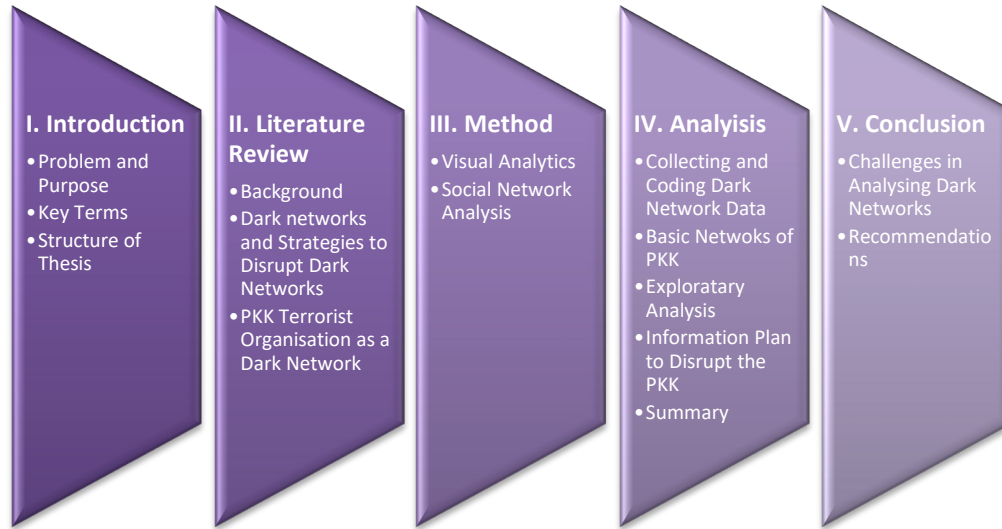 I. Introduction
•Problem and
Purpose
•Key Terms
•Structure of
Thesis
II. Literature
Review
•Background
•Dark networks
and Strategies to
Disrupt Dark
Networks
•PKK Terrorist
Organisation as a
Dark Network
III. Method
•Visual Analytics
•Social Network
Analysis
IV. Analyisis
•Collecting and
Coding Dark
Network Data
•Basic Netwoks of
PKK
•Exploratary
Analysis
•Information Plan
to Disrupt the
PKK
•Summary
V. Conclusion
•Challenges in
Analysing Dark
Networks
•Recommendatio
ns